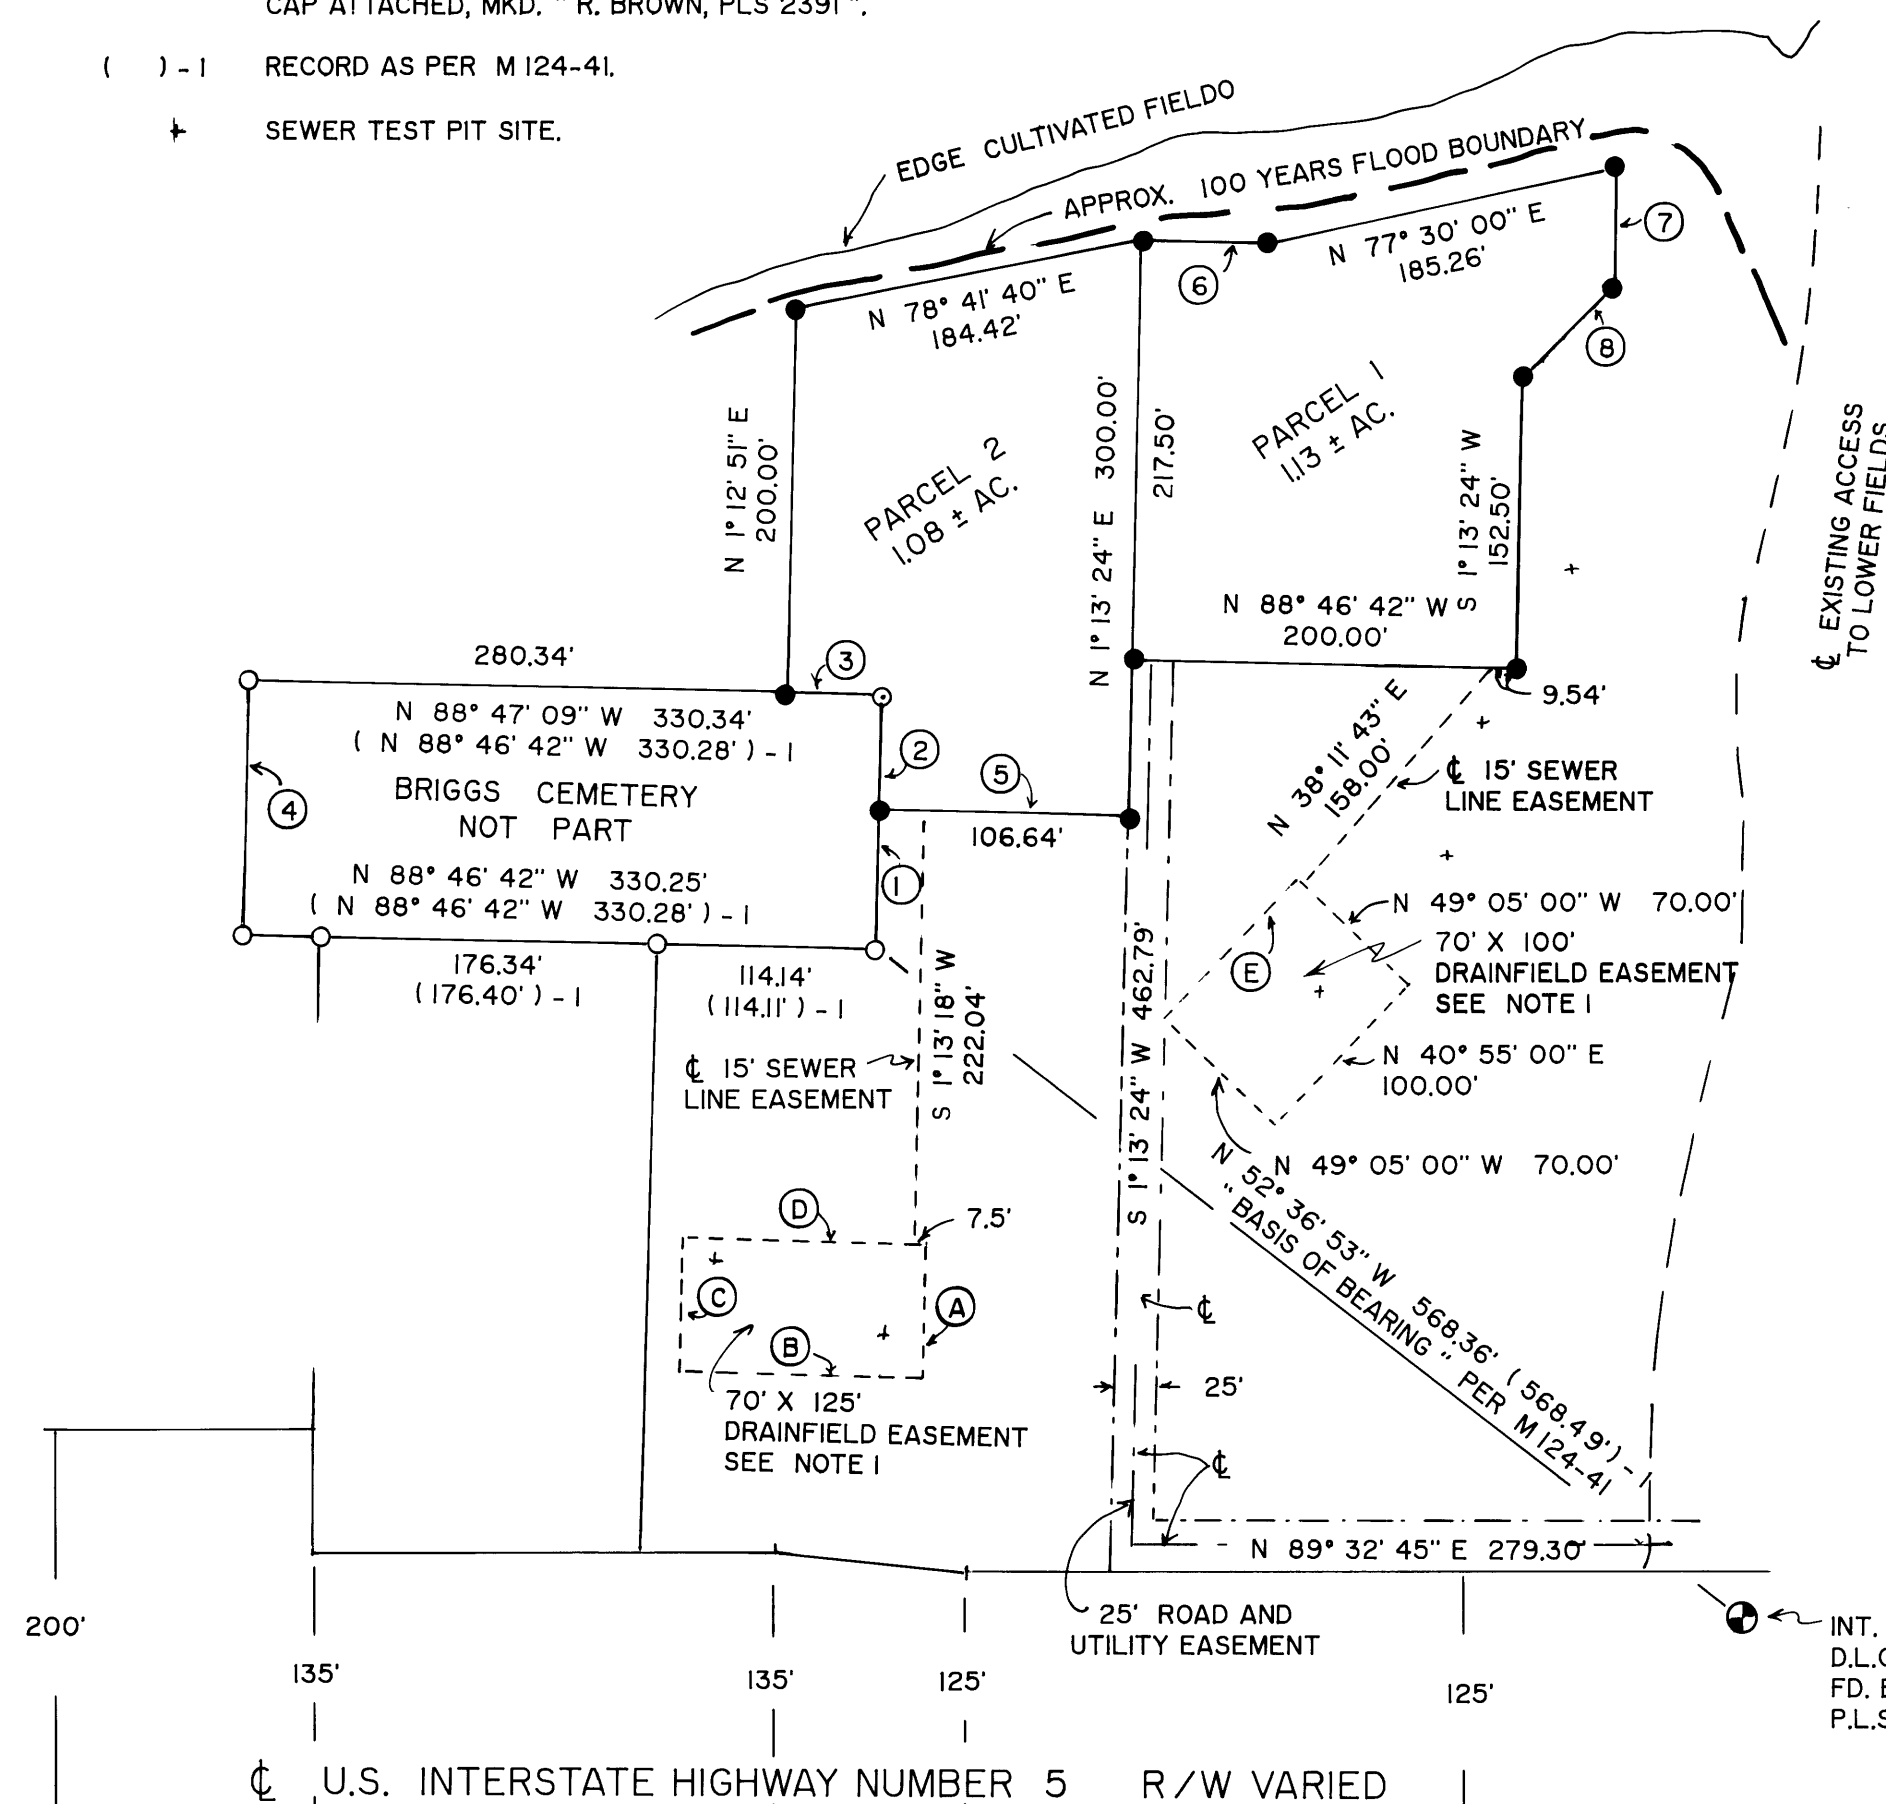 CAP ATTACHED, MKD. " R. BROWN, PLS 2391 ".
( ) - 1 RECORD AS PER M 124-41.
SEWER TEST PIT SITE.
EDGE CULTIVATED FIELDO
APPROX. 100 YEARS FLOOD BOUNDARY
7
N 77° 30' 00" E
185.26'
6
N 78° 41' 40" E
184.42'
8
PARCEL 1
1.13 ± AC.
N 1° 13' 24" E 300.00'
217.50'
N 1° 12' 51" E
200.00'
PARCEL 2
1.08 ± AC.
S 1° 13' 24" W
152.50'
℄ EXISTING ACCESS
TO LOWER FIELDS
N 88° 46' 42" W
200.00'
280.34'
3
9.54'
N 88° 47' 09" W 330.34'
( N 88° 46' 42" W 330.28' ) - 1
2
N 38° 11' 43" E
158.00'
℄ 15' SEWER
LINE EASEMENT
5
4
BRIGGS CEMETERY
NOT PART
106.64'
1
N 88° 46' 42" W 330.25'
( N 88° 46' 42" W 330.28' ) - 1
N 49° 05' 00" W 70.00'
70' X 100'
DRAINFIELD EASEMENT
SEE NOTE 1
E
176.34'
(176.40' ) - 1
114.14'
(114.11') - 1
S 1° 13' 18" W
222.04'
S 1° 13' 24" W 462.79'
N 40° 55' 00" E
100.00'
℄ 15' SEWER
LINE EASEMENT
N 49° 05' 00" W 70.00'
N 52° 36' 53" W 568.36' ( 568.49') - 1
" BASIS OF BEARING " PER M 124-41
D
7.5'
C
A
B
℄
25'
70' X 125'
DRAINFIELD EASEMENT
SEE NOTE 1
℄
N 89° 32' 45" E 279.30'
25' ROAD AND
UTILITY EASEMENT
200'
135'
135'
125'
125'
INT.
D.L.C
FD. B
P.L.S
℄ U.S. INTERSTATE HIGHWAY NUMBER 5 R/W VARIED